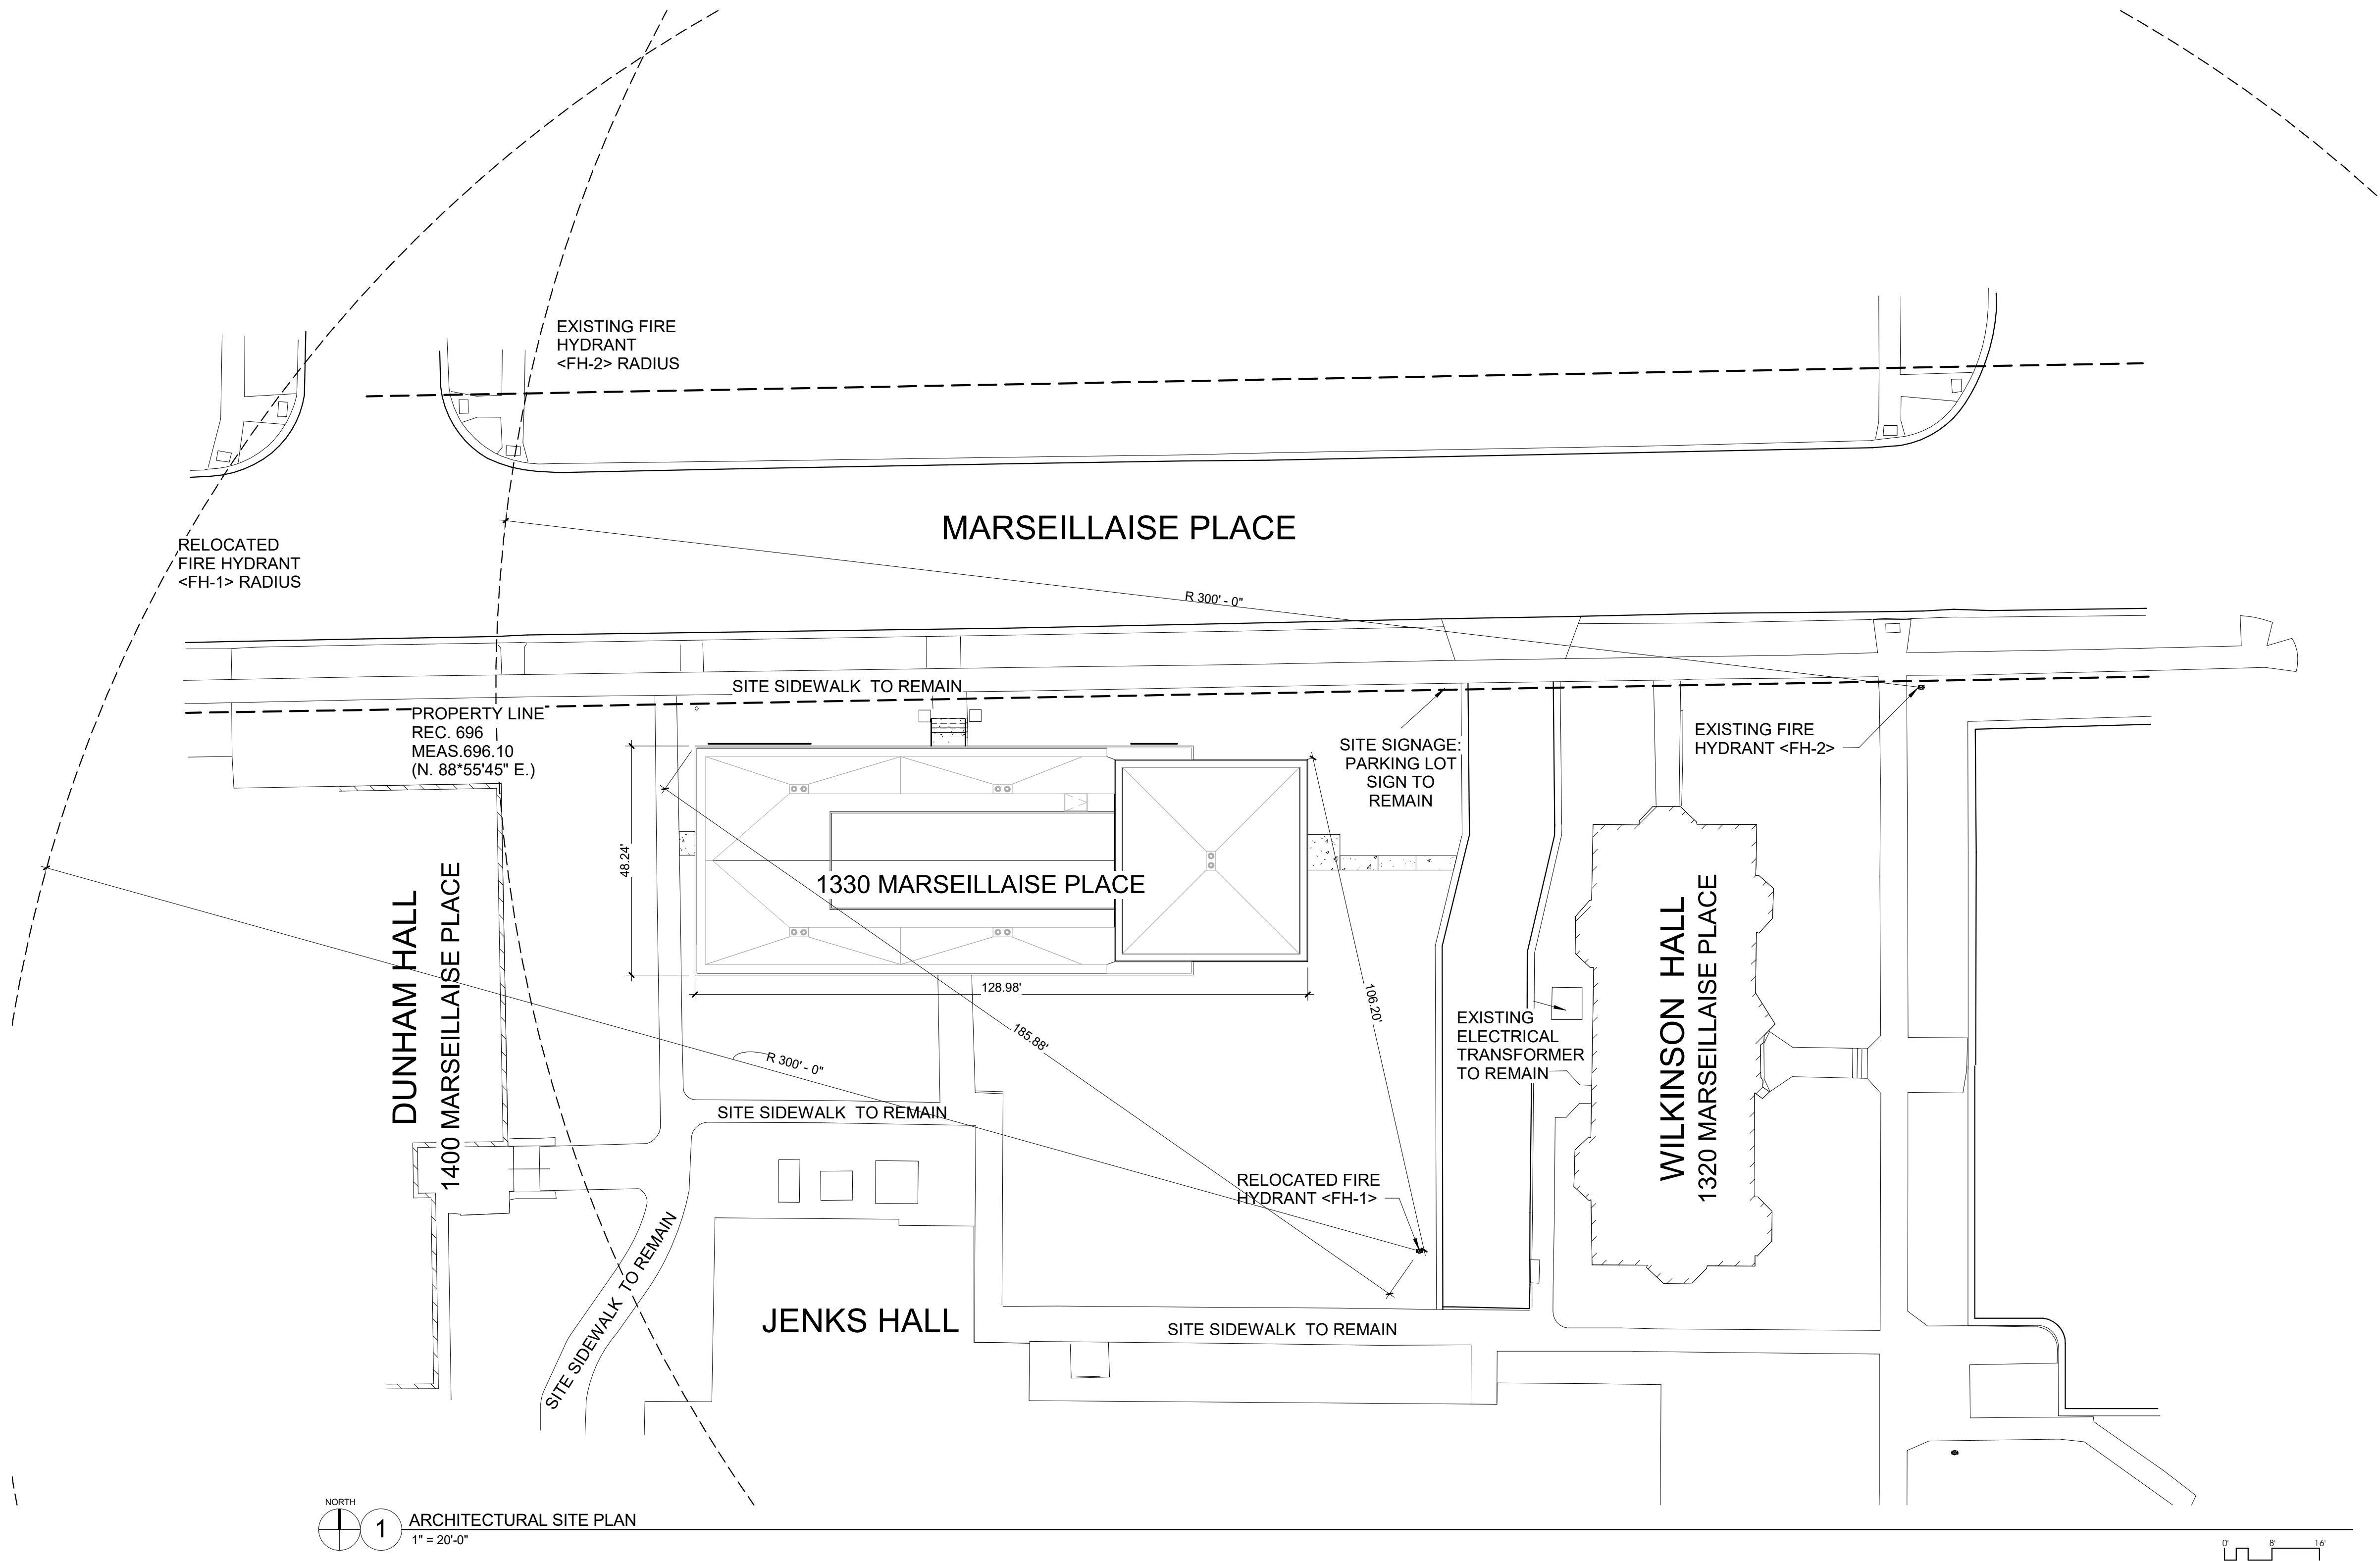 EXISTING FIRE
HYDRANT
<FH-2> RADIUS
MARSEILLAISE PLACE
RELOCATED
FIRE HYDRANT
<FH-1> RADIUS
R 300' - 0"
SITE SIDEWALK  TO REMAIN
PROPERTY LINE
REC. 696
MEAS.696.10
(N. 88*55'45" E.)
SITE SIGNAGE:
PARKING LOT
SIGN TO
REMAIN
EXISTING FIRE
HYDRANT <FH-2>
48.24'
1330 MARSEILLAISE PLACE
DUNHAM HALL
1400 MARSEILLAISE PLACE
WILKINSON  HALL
1320 MARSEILLAISE PLACE
128.98'
106.20'
185.88'
EXISTING
ELECTRICAL
TRANSFORMER
TO REMAIN
R 300' - 0"
SITE SIDEWALK  TO REMAIN
RELOCATED FIRE
HYDRANT <FH-1>
SITE SIDEWALK  TO REMAIN
JENKS HALL
SITE SIDEWALK  TO REMAIN
NORTH
1
ARCHITECTURAL SITE PLAN
1" = 20'-0"
0' 8' 16'